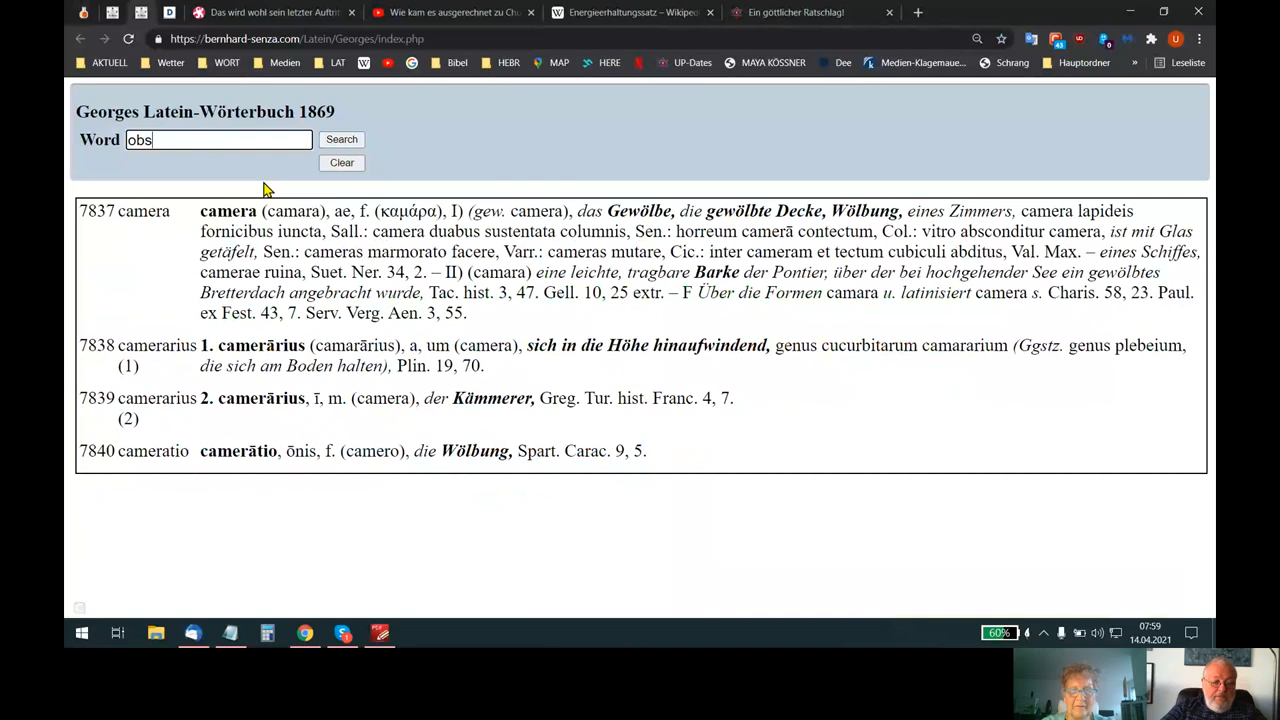 Das wird wohl sein letzter Auftrit
Wie kam es ausgerechnet zu Chu
Energieerhaltungssatz – Wikiped
Ein göttlicher Ratschlag!
https://bernhard-senza.com/Latein/Georges/index.php
AKTUELL Wetter WORT Medien LAT Bibel HEBR MAP HERE UP-Dates MAYA KÖSSNER Dee Medien-Klagemaue... Schrang Hauptordner » Leseliste
Georges Latein-Wörterbuch 1869
Word obs Search
Clear
7837 camera camera (camara), ae, f. (καμάρα), I) (gew. camera), das Gewölbe, die gewölbte Decke, Wölbung, eines Zimmers, camera lapideis
fornicibus iuncta, Sall.: camera duabus sustentata columnis, Sen.: horreum camerā contectum, Col.: vitro absconditur camera, ist mit Glas
getäfelt, Sen.: cameras marmorato facere, Varr.: cameras mutare, Cic.: inter cameram et tectum cubiculi abditus, Val. Max. – eines Schiffes,
camerae ruina, Suet. Ner. 34, 2. – II) (camara) eine leichte, tragbare Barke der Pontier, über der bei hochgehender See ein gewölbtes
Bretterdach angebracht wurde, Tac. hist. 3, 47. Gell. 10, 25 extr. – F Über die Formen camara u. latinisiert camera s. Charis. 58, 23. Paul.
ex Fest. 43, 7. Serv. Verg. Aen. 3, 55.
7838 camerarius 1. camerārius (camarārius), a, um (camera), sich in die Höhe hinaufwindend, genus cucurbitarum camararium (Ggstz. genus plebeium,
(1) die sich am Boden halten), Plin. 19, 70.
7839 camerarius 2. camerārius, ī, m. (camera), der Kämmerer, Greg. Tur. hist. Franc. 4, 7.
(2)
7840 cameratio camerātio, ōnis, f. (camero), die Wölbung, Spart. Carac. 9, 5.
60%
07:59
14.04.2021